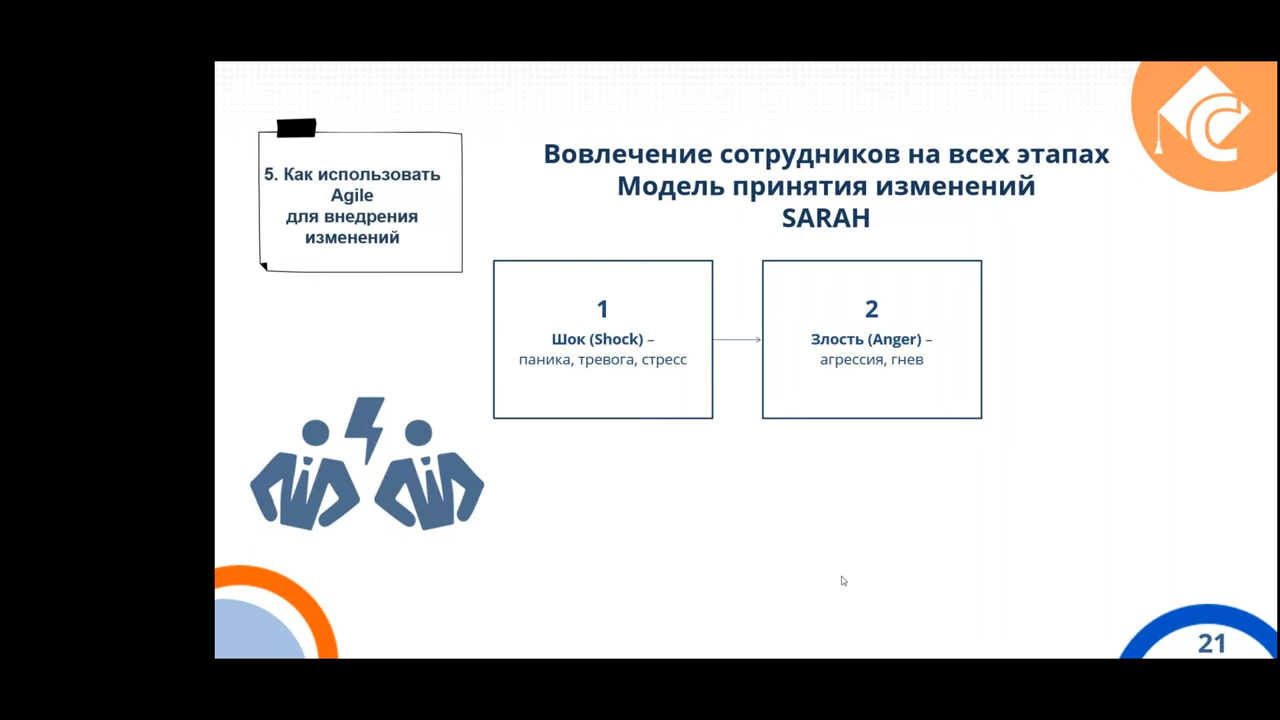 5. Как использовать
Agile
для внедрения
изменений
Вовлечение сотрудников на всех этапах
Модель принятия изменений
SARAH
1
Шок (Shock) –
паника, тревога, стресс
2
Злость (Anger) –
агрессия, гнев
21